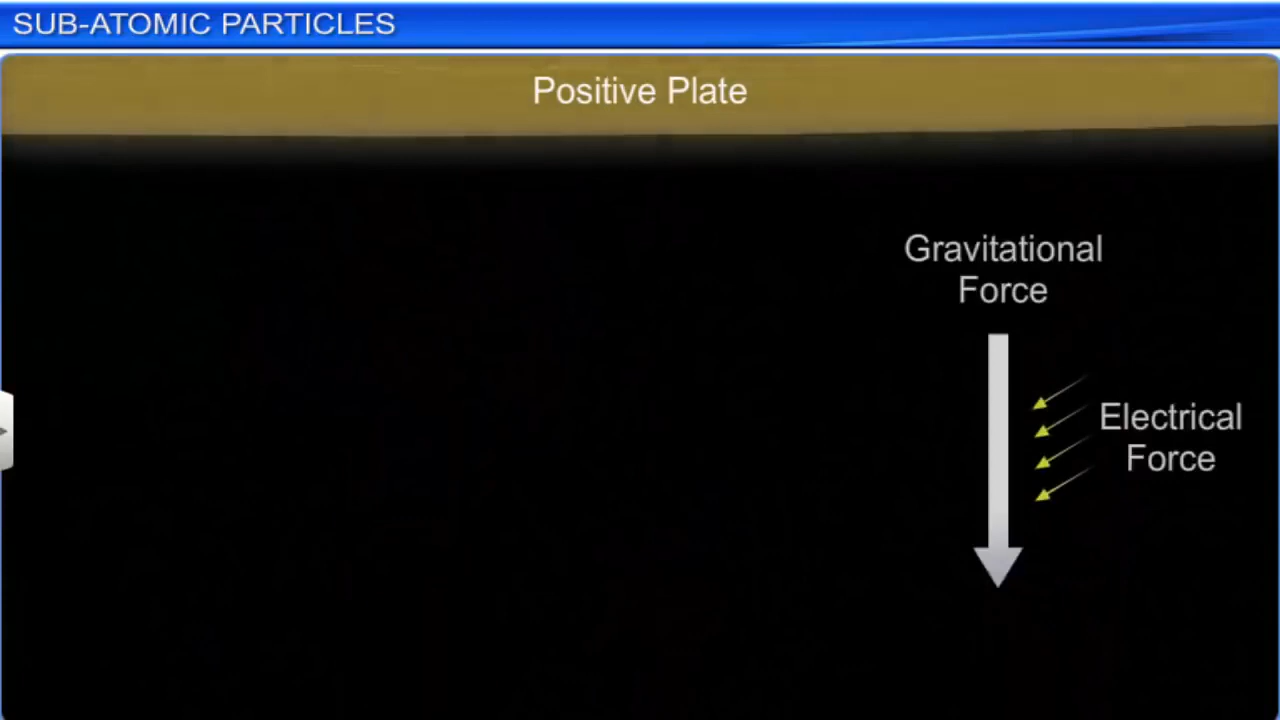 SUB-ATOMIC PARTICLES
Positive Plate
Gravitational
Force
Electrical
Force